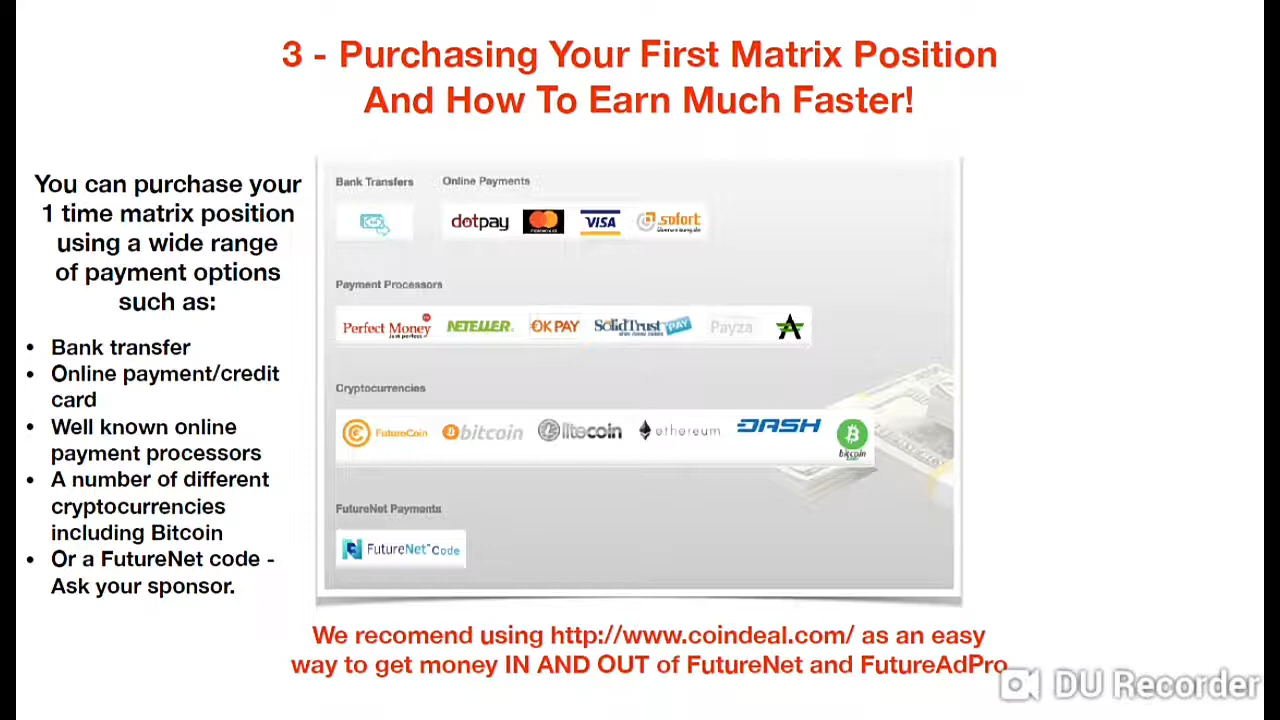 3 - Purchasing Your First Matrix Position
And How To Earn Much Faster!
You can purchase your
1 time matrix position
using a wide range
of payment options
such as:
• Bank transfer
• Online payment/credit
card
• Well known online
payment processors
• A number of different
cryptocurrencies
including Bitcoin
• Or a FutureNet code -
Ask your sponsor.
Bank Transfers
Online Payments
dotpay
VISA
sofort
Payment Processors
Perfect Money
NETELLER
OKPAY
SolidTrust PAY
Payza
Cryptocurrencies
FutureCoin
bitcoin
litecoin
ethereum
DASH
bitcoin
FutureNet Payments
FutureNet™ Code
We recomend using http://www.coindeal.com/ as an easy
way to get money IN AND OUT of FutureNet and FutureAdPro
DU Recorder